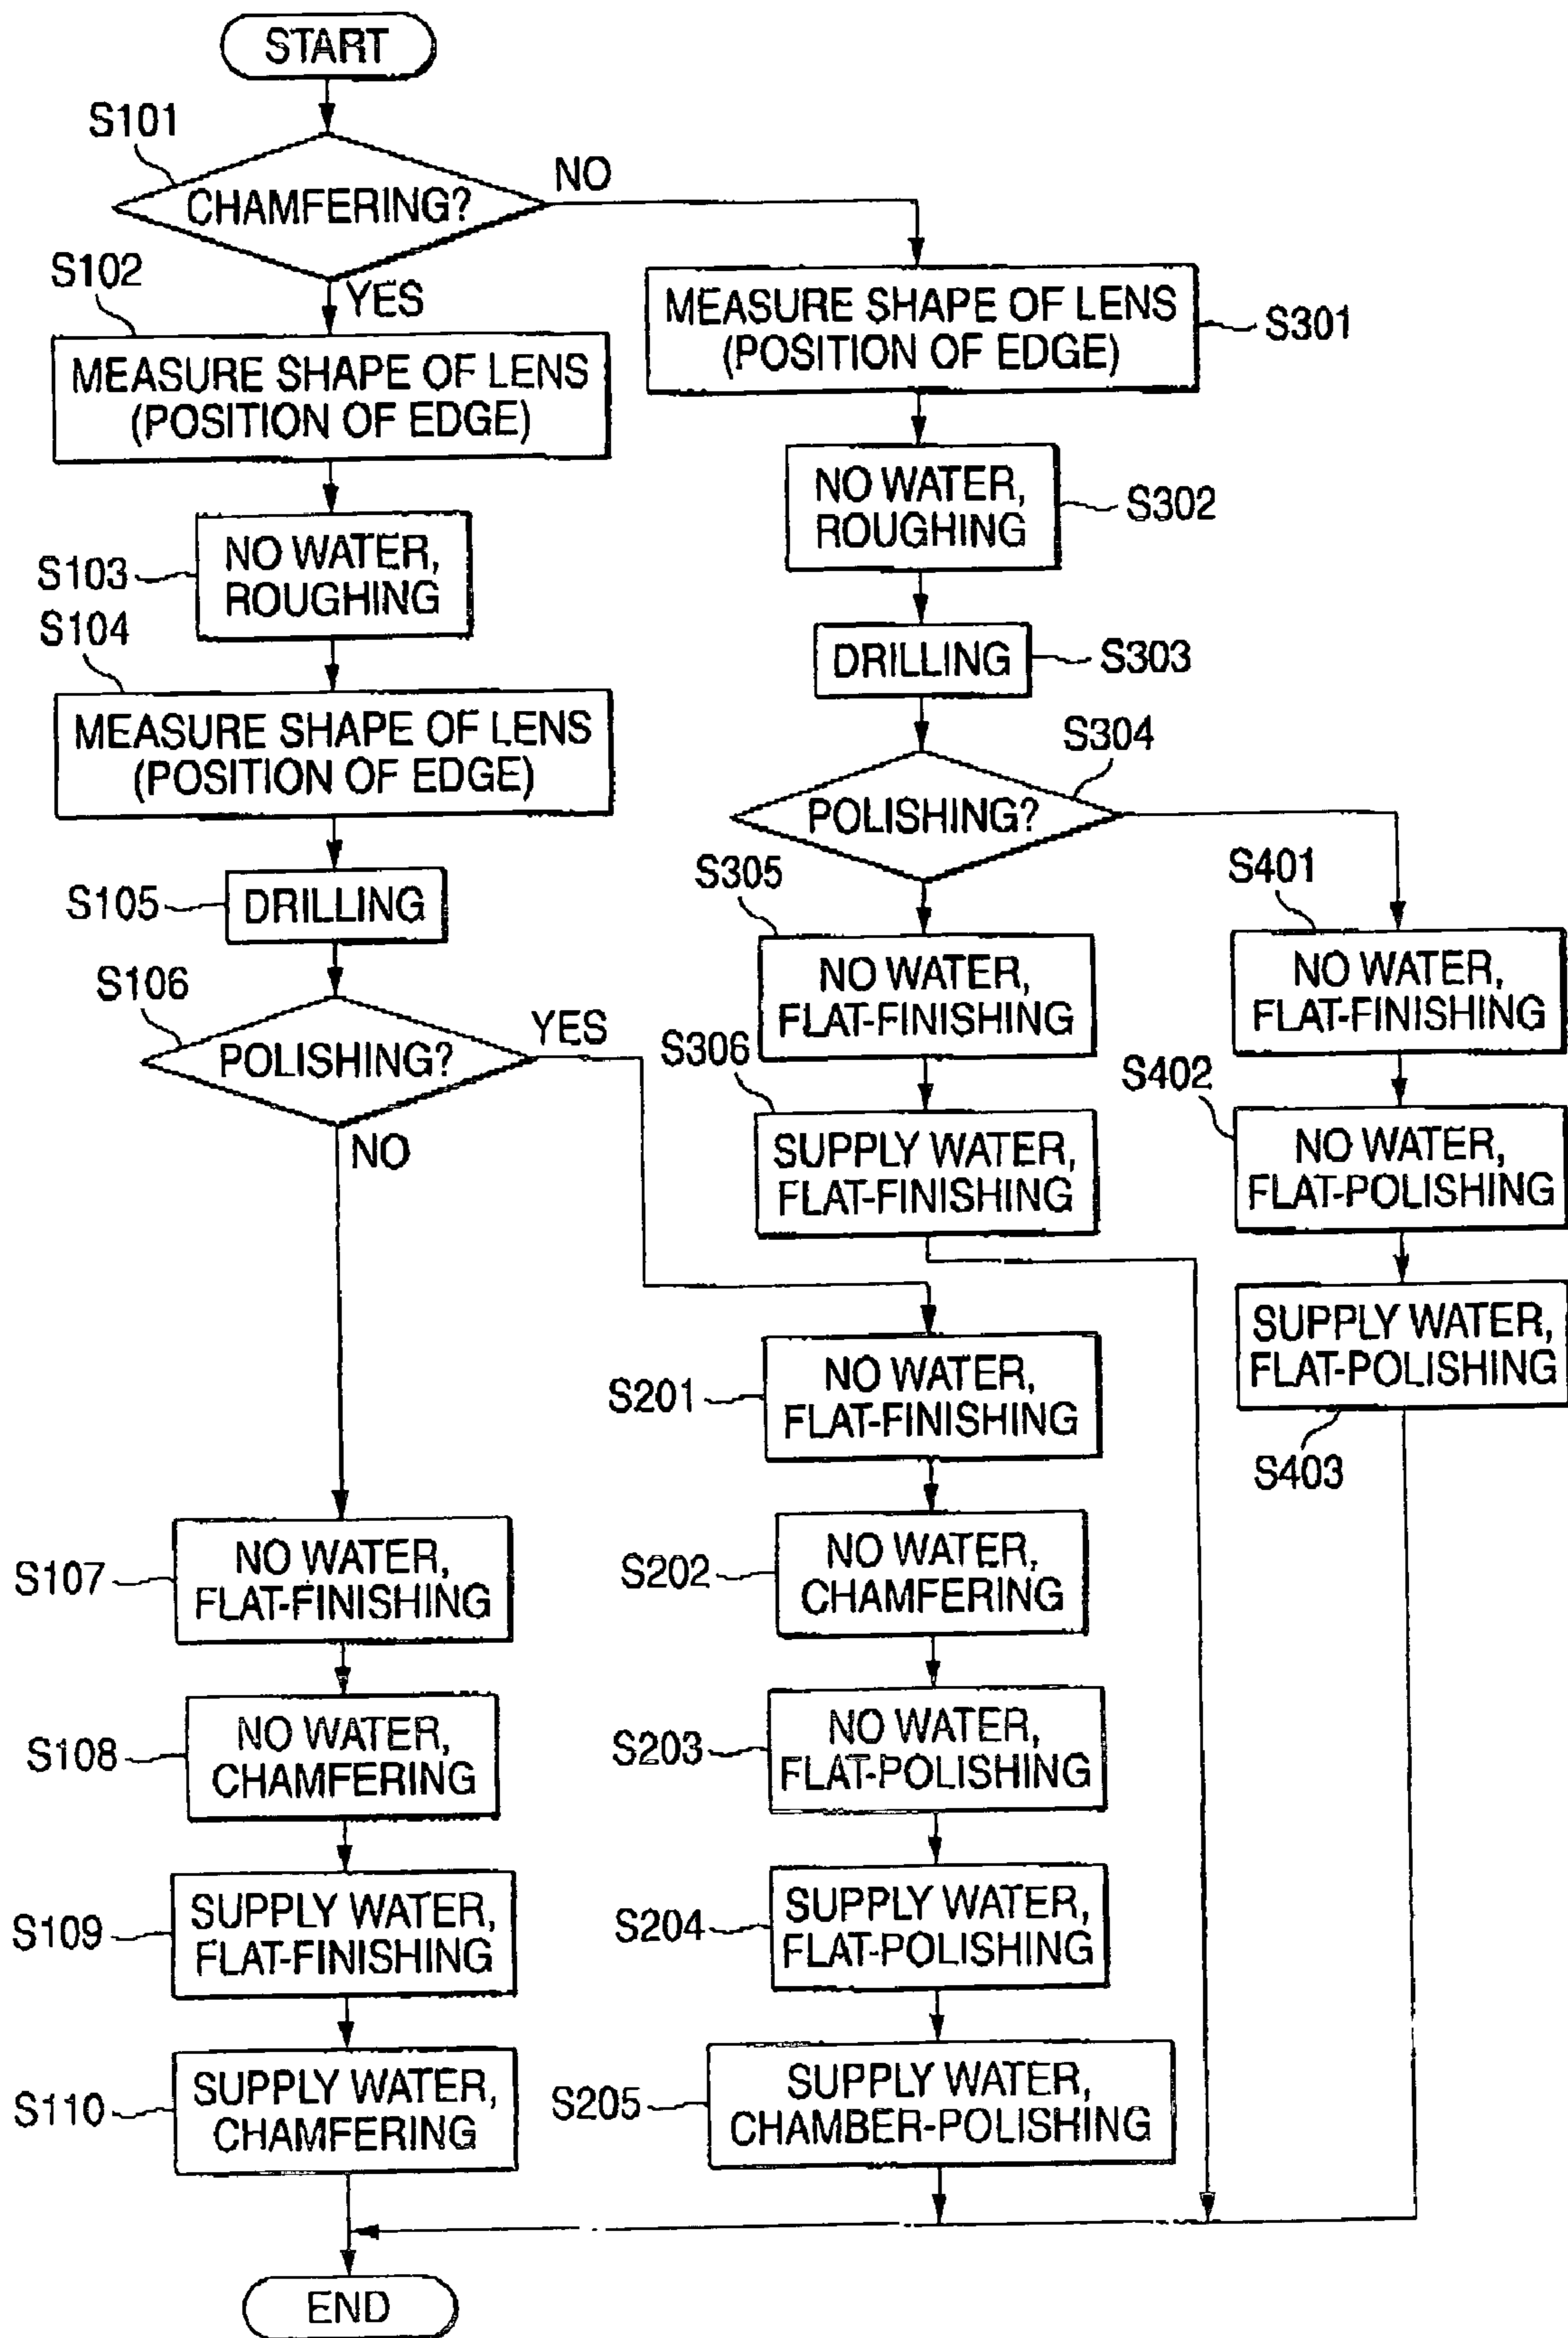 START
S101
CHAMFERING?
NO
YES
S102
MEASURE SHAPE OF LENS
(POSITION OF EDGE)
S103
NO WATER,
ROUGHING
S104
MEASURE SHAPE OF LENS
(POSITION OF EDGE)
S105
DRILLING
S106
POLISHING?
YES
NO
S107
NO WATER,
FLAT-FINISHING
S108
NO WATER,
CHAMFERING
S109
SUPPLY WATER,
FLAT-FINISHING
S110
SUPPLY WATER,
CHAMFERING
END
MEASURE SHAPE OF LENS
(POSITION OF EDGE)
S301
NO WATER,
ROUGHING
S302
DRILLING
S303
S304
POLISHING?
S305
NO WATER,
FLAT-FINISHING
S306
SUPPLY WATER,
FLAT-FINISHING
S201
NO WATER,
FLAT-FINISHING
S202
NO WATER,
CHAMFERING
S203
NO WATER,
FLAT-POLISHING
S204
SUPPLY WATER,
FLAT-POLISHING
S205
SUPPLY WATER,
CHAMBER-POLISHING
S401
NO WATER,
FLAT-FINISHING
S402
NO WATER,
FLAT-POLISHING
SUPPLY WATER,
FLAT-POLISHING
S403